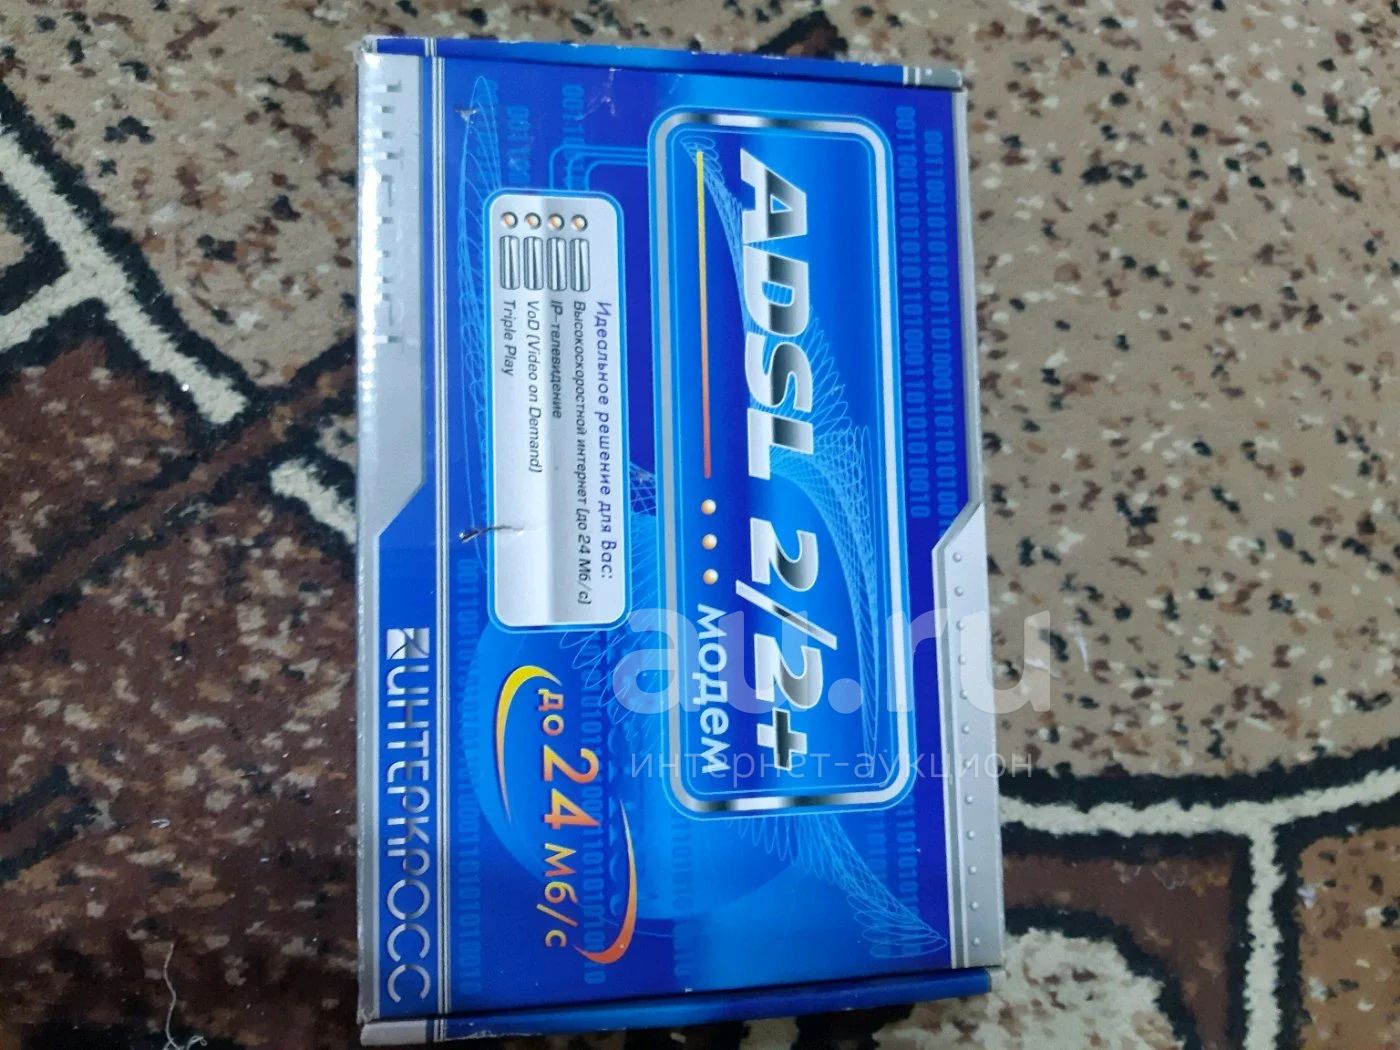 ADSL 2/2+
модем
Идеальное решение для Вас:
Высокоскоростной интернет (до 24 Мб/с)
IP-телевидение
VoD (Video on Demand)
Triple Play
до 24 Мб/с
ИНТЕРКРОСС
Internet
au.ru
интернет-аукцион